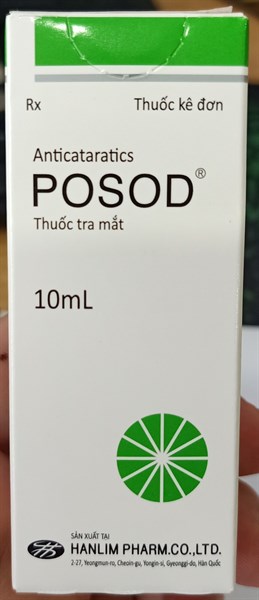 Rx Thuốc kê đơn
Anticataratics
POSOD®
Thuốc tra mắt
10mL
SẢN XUẤT TẠI
HANLIM PHARM.CO.,LTD.
2-27, Yeongmun-ro, Cheoin-gu, Yongin-si, Gyeonggi-do, Hàn Quốc